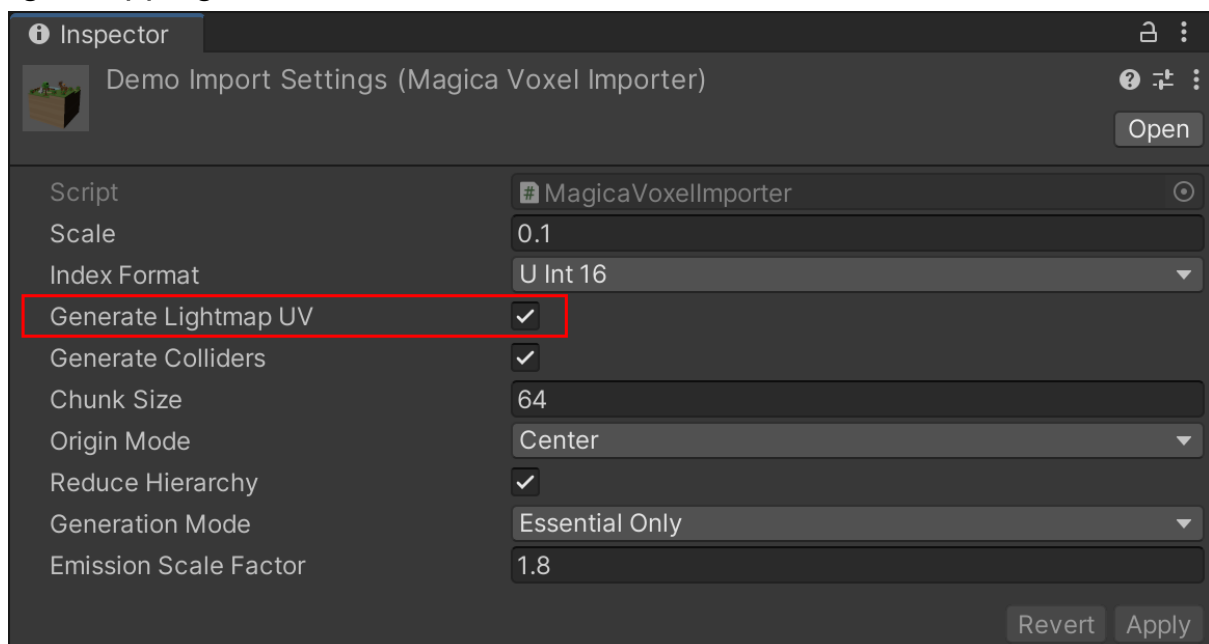 Inspector
Demo Import Settings (Magica Voxel Importer)
Open
Script # MagicaVoxelImporter
Scale 0.1
Index Format U Int 16
Generate Lightmap UV
Generate Colliders
Chunk Size 64
Origin Mode Center
Reduce Hierarchy
Generation Mode Essential Only
Emission Scale Factor 1.8
Revert Apply